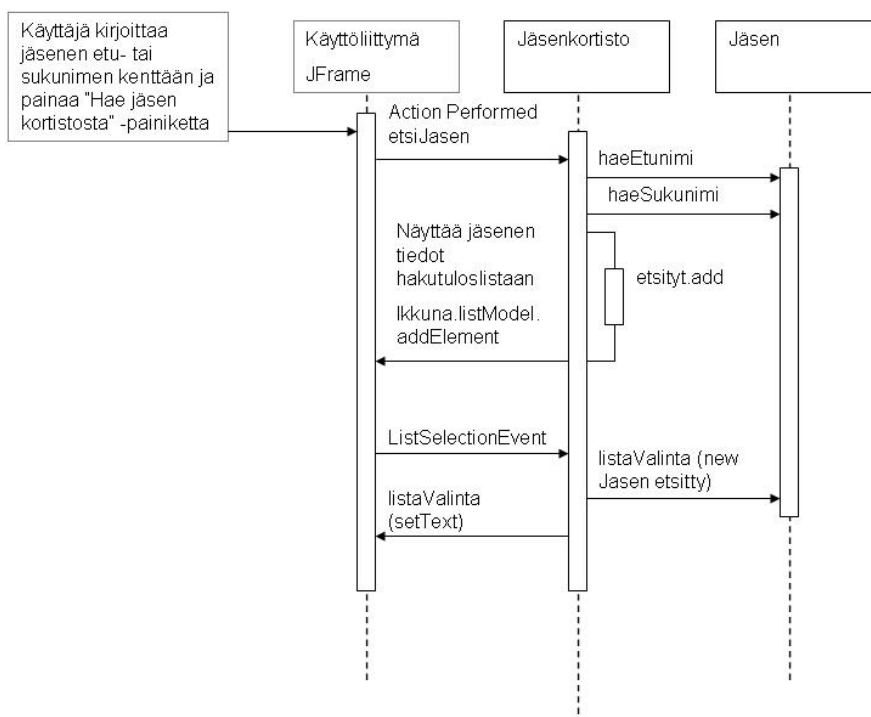 Käyttäjä kirjoittaa
jäsenen etu- tai
sukunimen kenttään ja
painaa "Hae jäsen
kortistosta" -painiketta
Käyttöliittymä
JFrame
Jäsenkortisto
Jäsen
Action Performed
etsiJasen
haeEtunimi
haeSukunimi
Näyttää jäsenen
tiedot
hakutuloslistaan
Ikkuna.listModel.
addElement
etsityt.add
ListSelectionEvent
listaValinta (new
Jasen etsitty)
listaValinta
(setText)